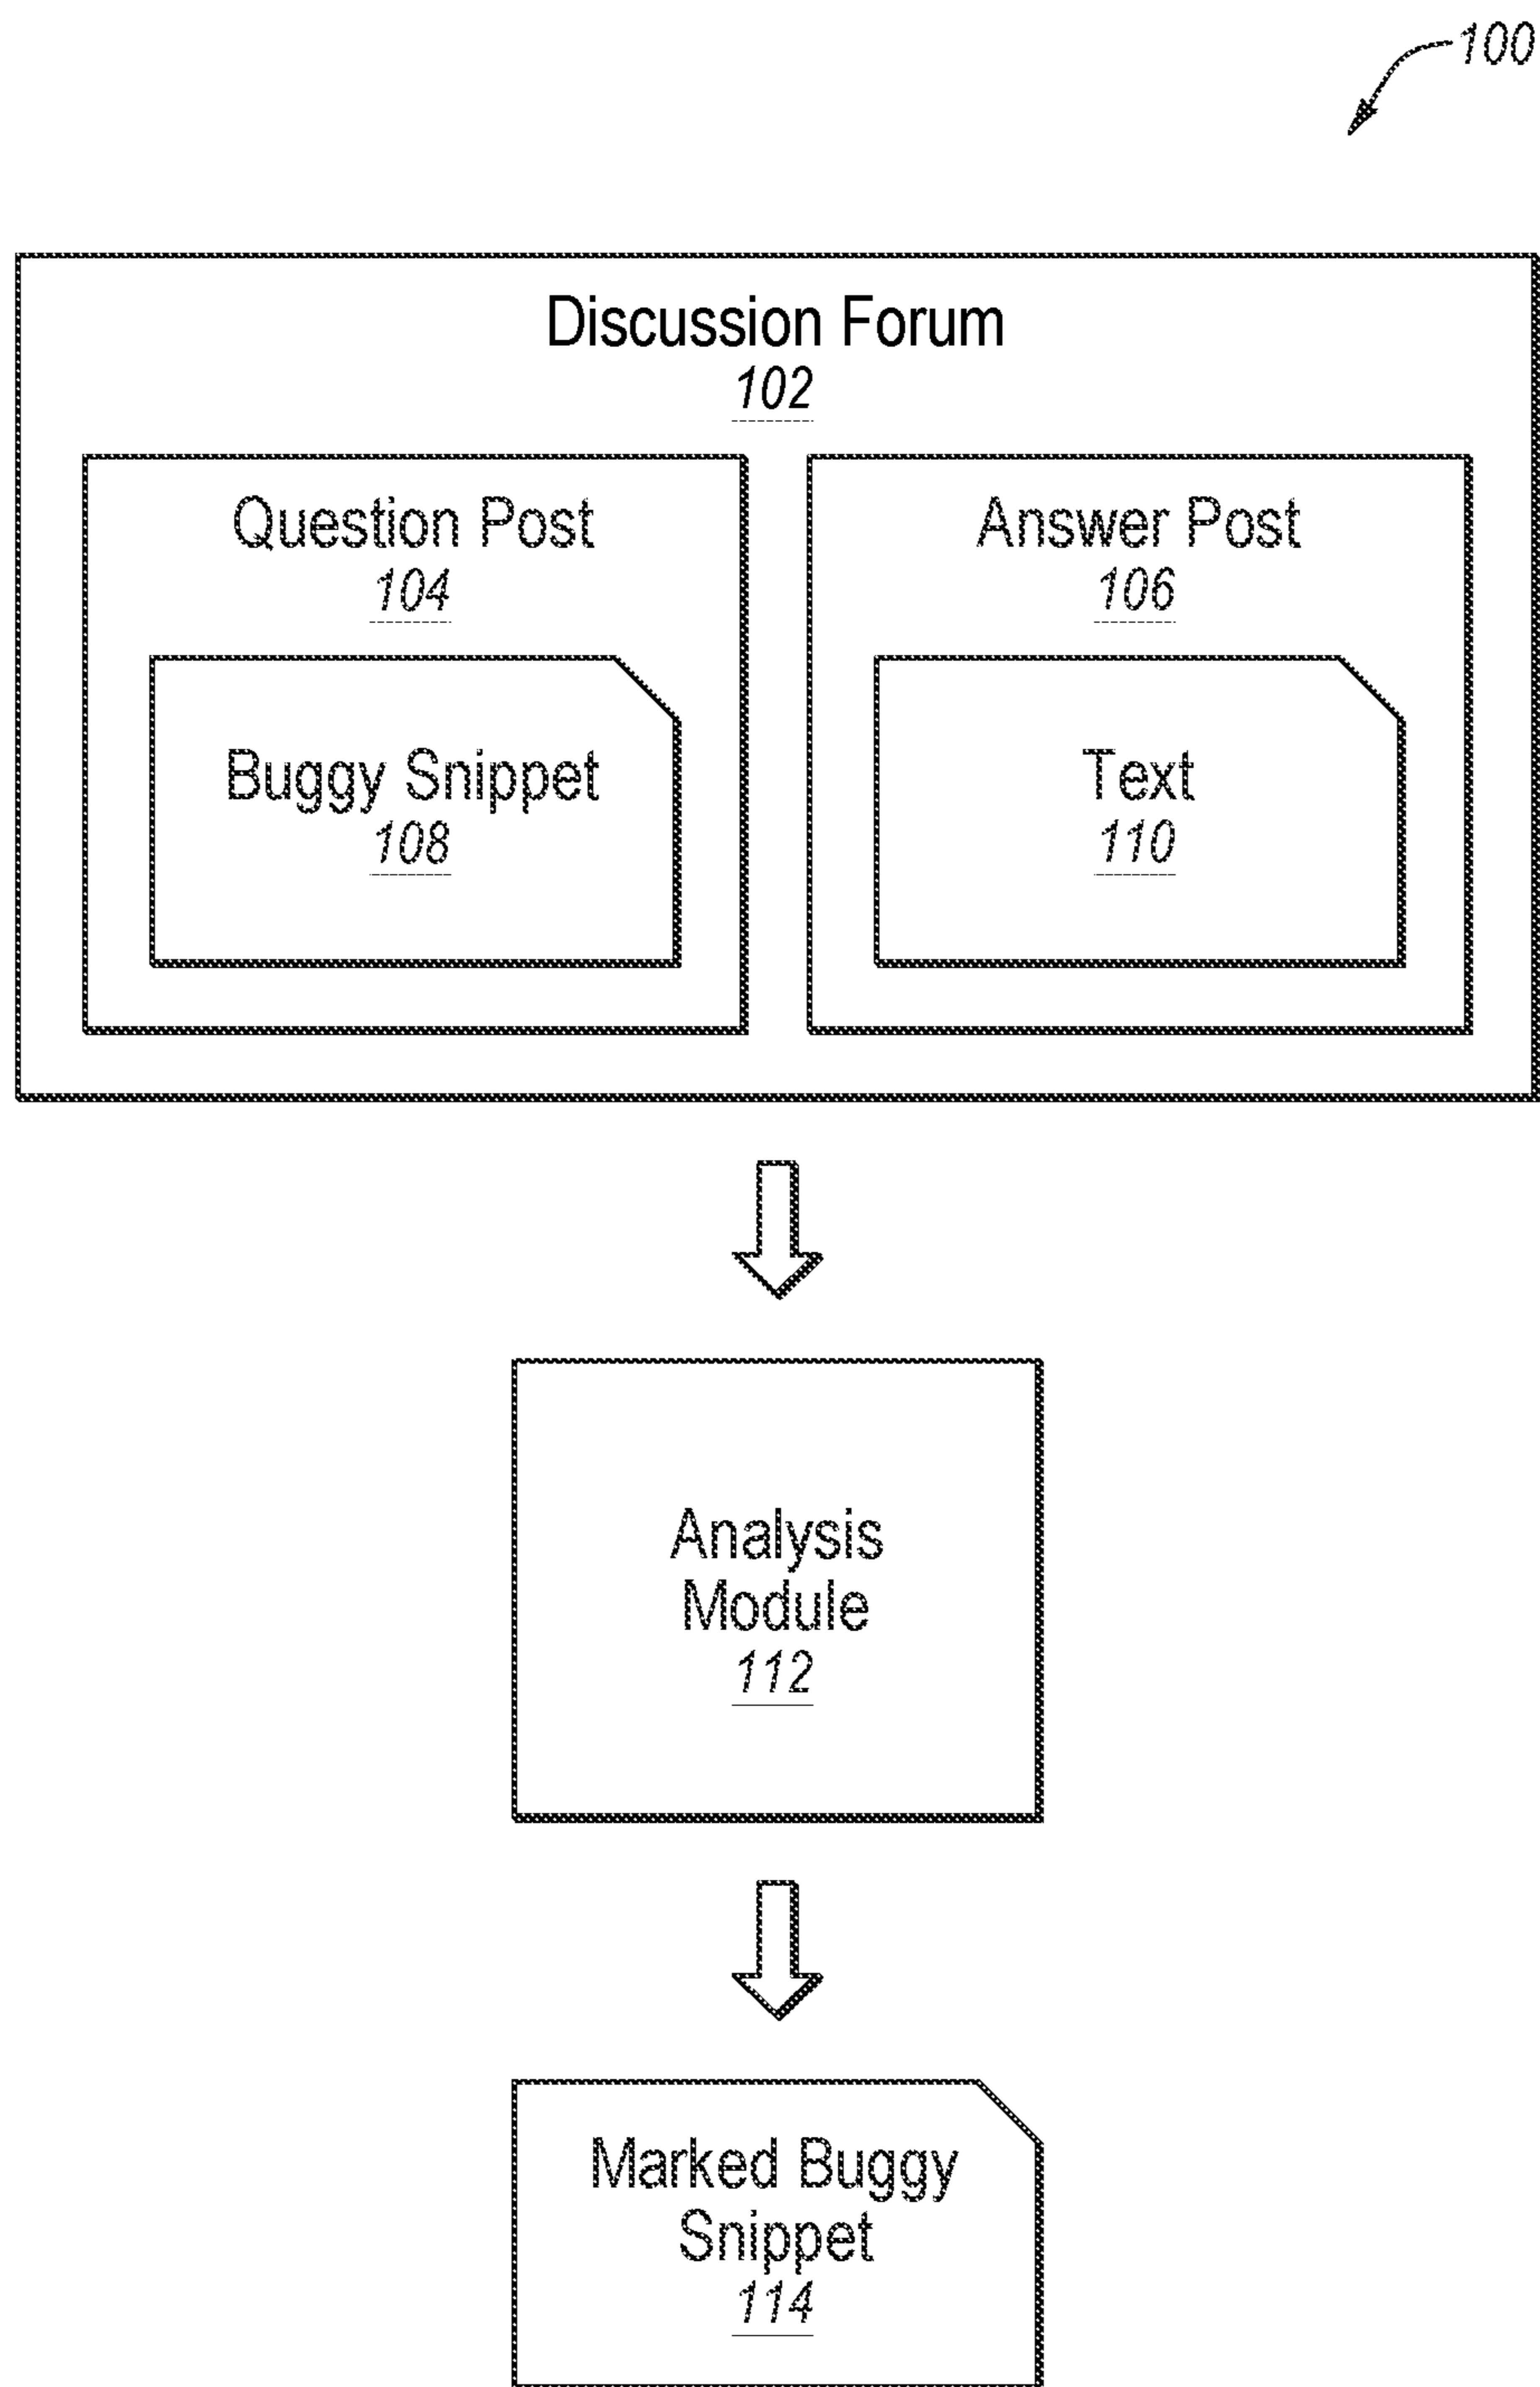 100
Discussion Forum
102
Question Post
104
Buggy Snippet
108
Answer Post
106
Text
110
Analysis
Module
112
Marked Buggy
Snippet
114